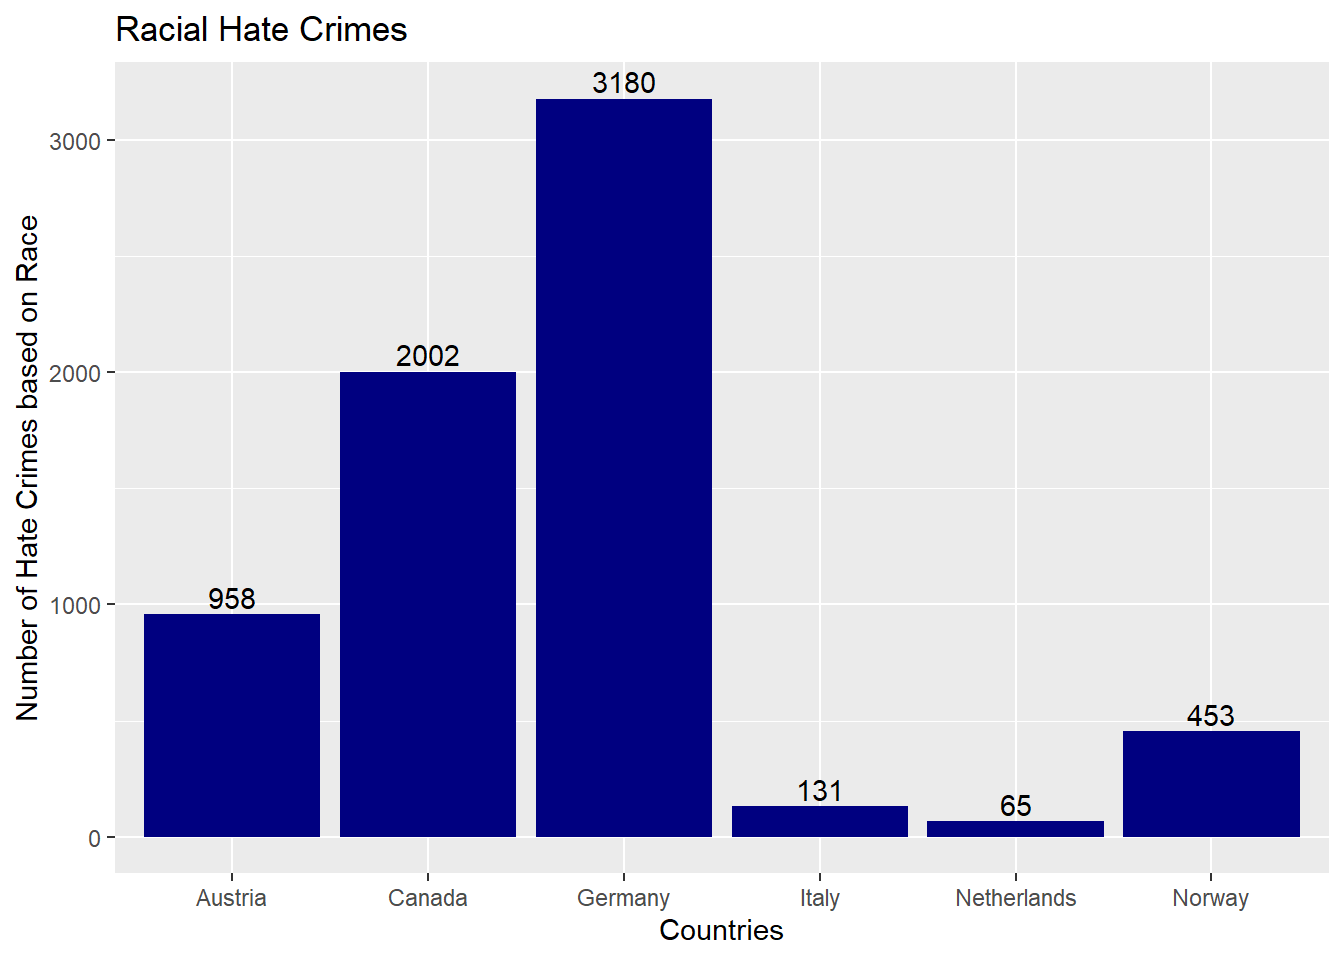 Racial Hate Crimes
Number of Hate Crimes based on Race
3000
2000
1000
0
958
2002
3180
131
65
453
Austria
Canada
Germany
Italy
Netherlands
Norway
Countries